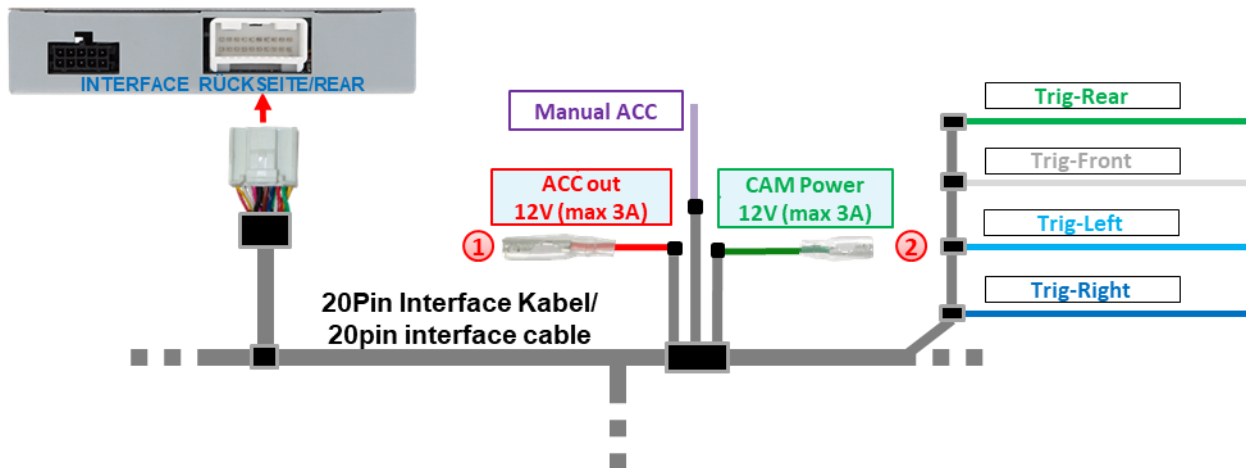 INTERFACE RÜCKSEITE/REAR
Manual ACC
ACC out
12V (max 3A)
CAM Power
12V (max 3A)
1
2
Trig-Rear
Trig-Front
Trig-Left
Trig-Right
20Pin Interface Kabel/
20pin interface cable